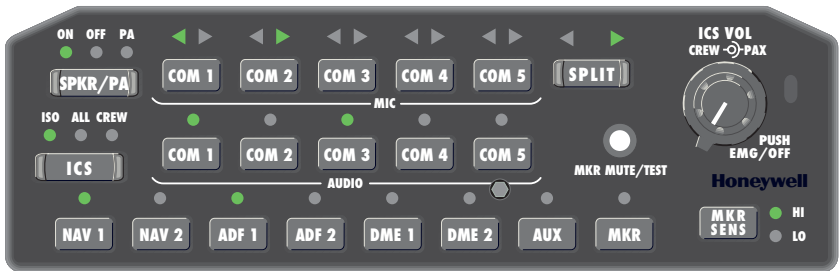 ON OFF PA
ICS VOL
CREW PAX
SPKR/PA COM 1 COM 2 COM 3 COM 4 COM 5 SPLIT
MIC
ISO ALL CREW
ICS COM 1 COM 2 COM 3 COM 4 COM 5
PUSH
EMG/OFF
MKR MUTE/TEST
AUDIO
Honeywell
NAV 1 NAV 2 ADF 1 ADF 2 DME 1 DME 2 AUX MKR
MKR
SENS
HI
LO